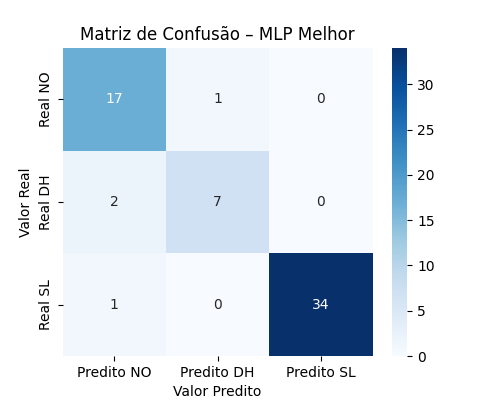 Matriz de Confusão – MLP Melhor
Valor Real
Real NO
17 1 0
Real DH
2 7 0
Real SL
1 0 34
Predito NO Predito DH Predito SL
Valor Predito
30
25
20
15
10
5
0